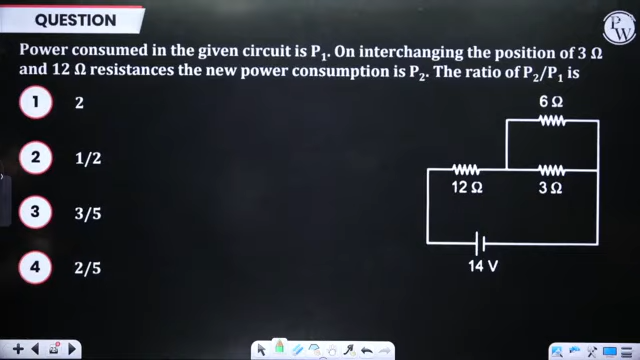 QUESTION
PW
Power consumed in the given circuit is P₁. On interchanging the position of 3 Ω
and 12 Ω resistances the new power consumption is P₂. The ratio of P₂/P₁ is
1 2
2 1/2
3 3/5
4 2/5
6 Ω
12 Ω 3 Ω
14 V